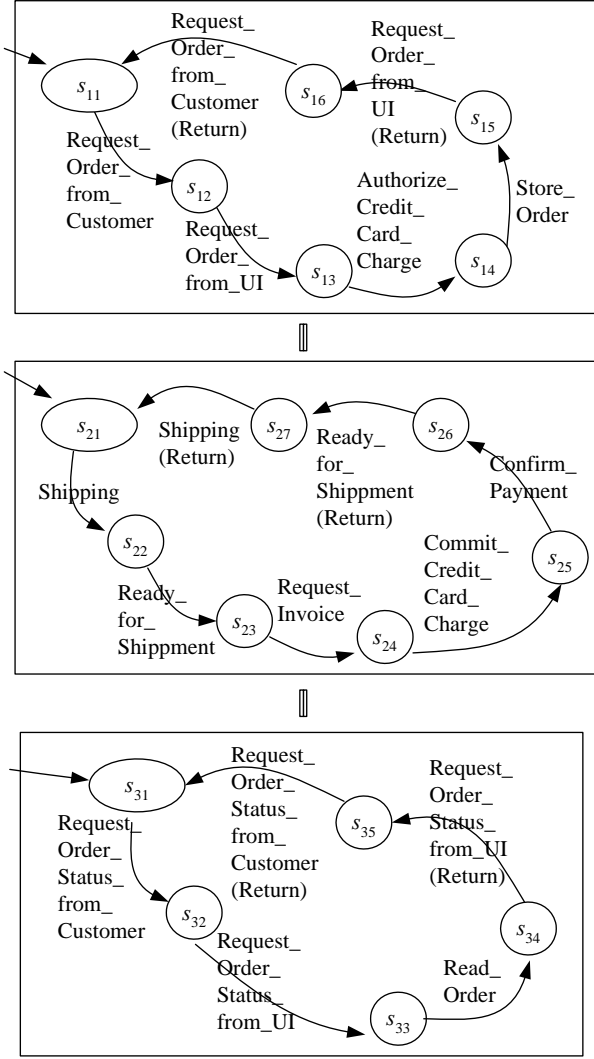 Request_
Order_
from_
Customer
(Return)
Request_
Order_
from_
UI
(Return)
s11
s16
s15
Request_
Order_
from_
Customer
s12
Authorize_
Credit_
Card_
Charge
Store_
Order
Request_
Order_
from_UI
s13
s14
s21
Shipping
(Return)
s27
Ready_
for_
Shippment
(Return)
s26
Confirm_
Payment
Shipping
s22
Commit_
Credit_
Card_
Charge
s25
Ready_
for_
Shippment
s23
Request_
Invoice
s24
s31
Request_
Order_
Status_
from_
Customer
(Return)
s35
Request_
Order_
Status_
from_UI
(Return)
Request_
Order_
Status_
from_
Customer
s32
s34
Request_
Order_
Status_
from_UI
s33
Read_
Order